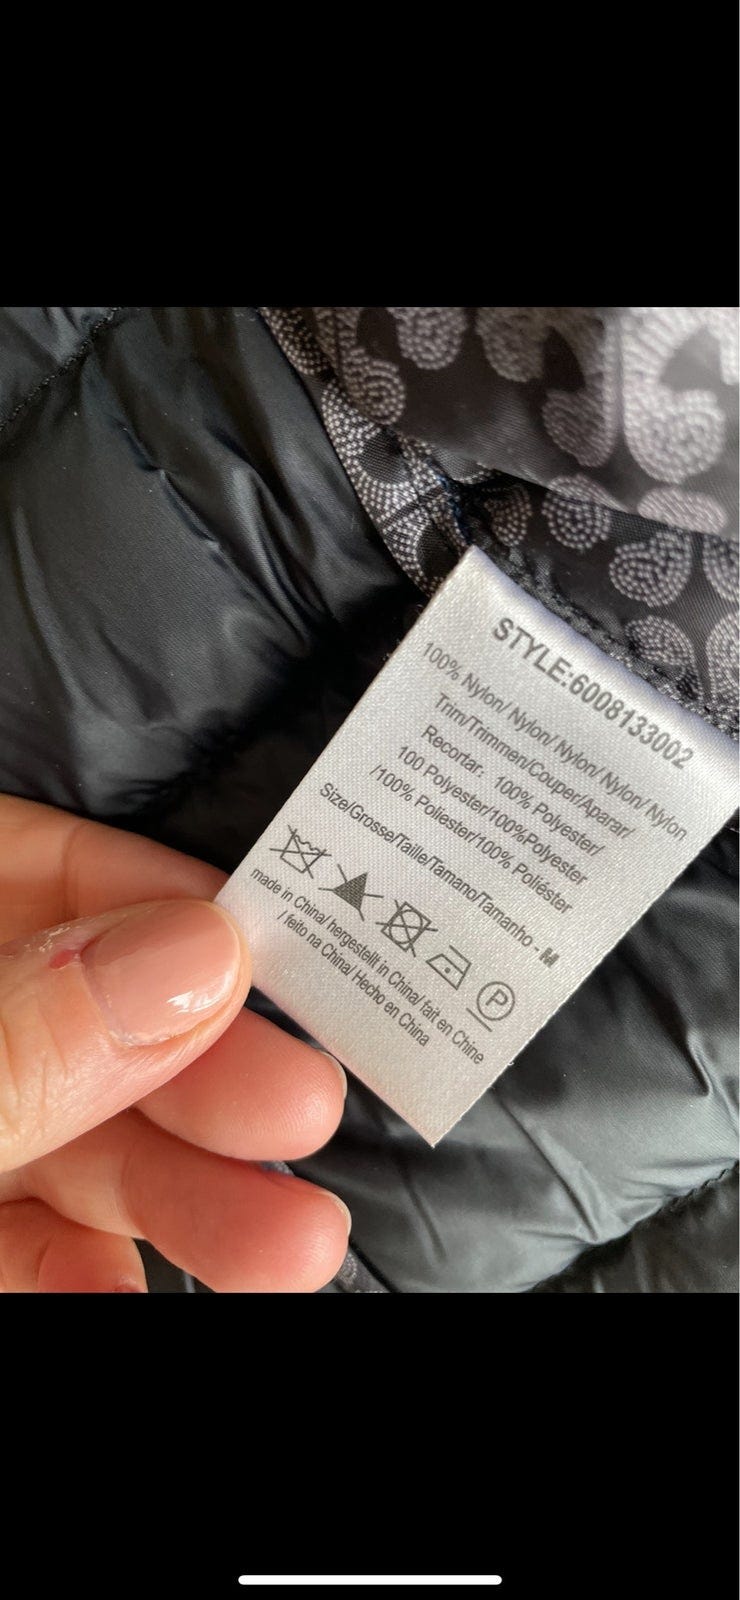 STYLE:6008133002
100% Nylon/ Nylon/ Nylon/ Nylon/ Nylon
Trim/Trimmen/Couper/Aparar/
Recortar: 100% Polyester/
100 Polyester/100%Polyester
/100% Poliester/100% Poliéster
Size/Grosse/Taille/Tamano/Tamanho - M
P
made in China/ hergestellt in China/ fait en Chine
/ feito na China/ Hecho en China